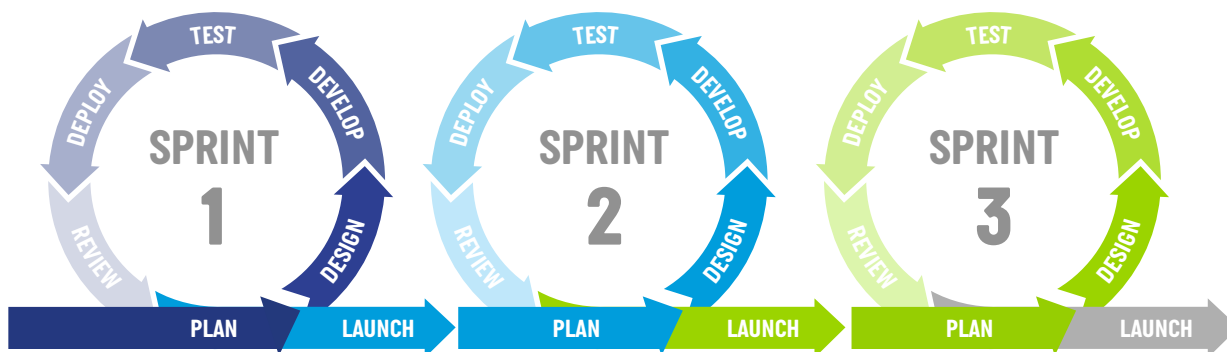 TEST
DEPLOY
DEVELOP
SPRINT
1
REVIEW
DESIGN
PLAN
LAUNCH
TEST
DEPLOY
DEVELOP
SPRINT
2
REVIEW
DESIGN
PLAN
LAUNCH
TEST
DEPLOY
DEVELOP
SPRINT
3
REVIEW
DESIGN
PLAN
LAUNCH